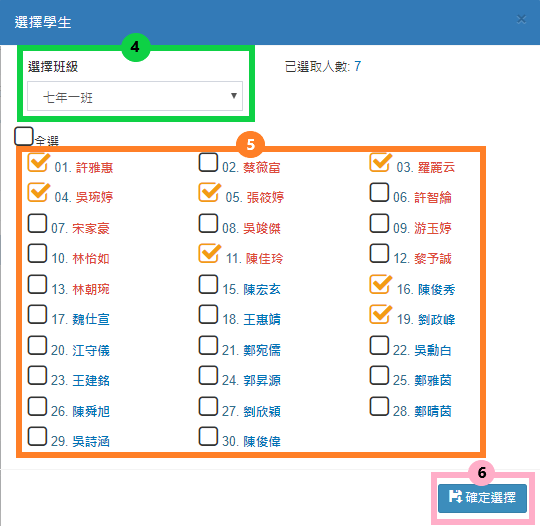 選擇學生 ×
4
選擇班級 已選取人數: 7
七年一班
全選 5
01. 許雅惠 02. 蔡薇富 03. 羅麗云
04. 吳琬婷 05. 張筱婷 06. 許智綸
07. 宋家豪 08. 吳竣傑 09. 游玉婷
10. 林怡如 11. 陳佳玲 12. 黎予誠
13. 林朝琬 15. 陳宏玄 16. 陳俊秀
17. 魏仕宣 18. 王惠婧 19. 劉政峰
20. 江守儀 21. 鄭宛儒 22. 吳勳白
23. 王建銘 24. 郭昇源 25. 鄭雅茵
26. 陳舜旭 27. 劉欣穎 28. 鄭晴茵
29. 吳詩涵 30. 陳俊偉
6
確定選擇